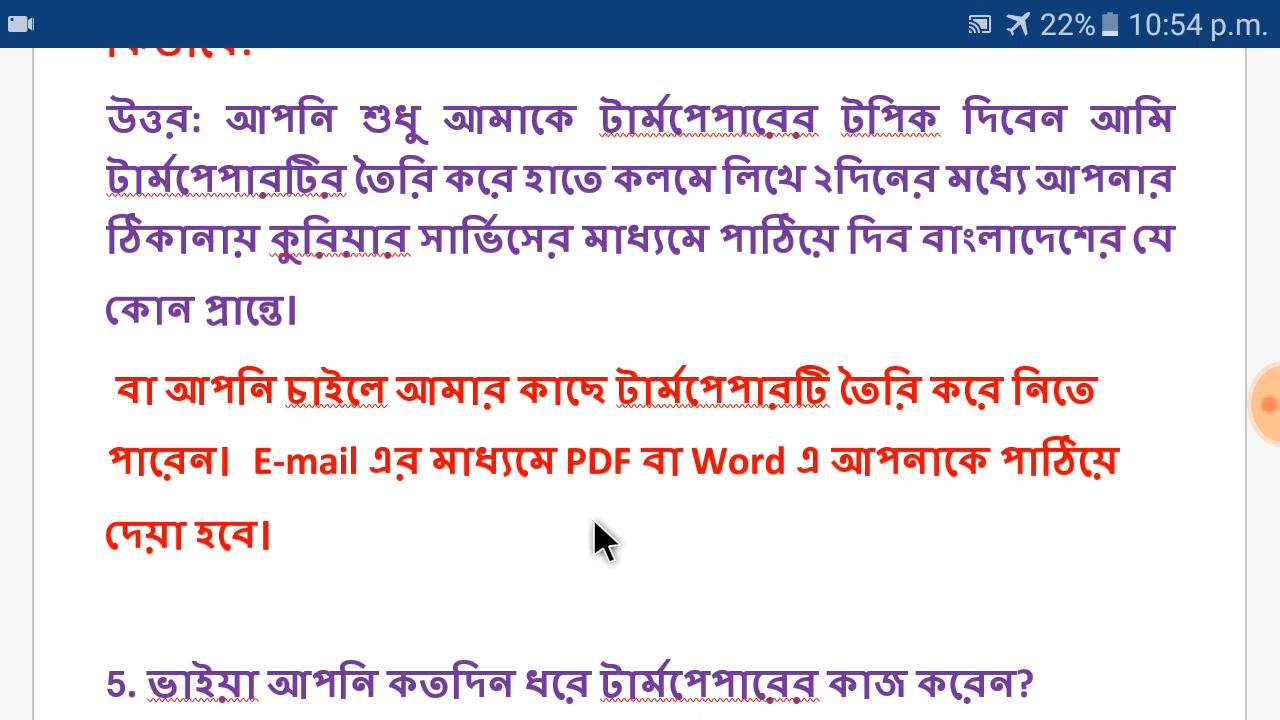 22% 10:54 p.m.
উত্তর: আপনি শুধু আমাকে টার্মপেপারের টপিক দিবেন আমি
টার্মপেপারটির তৈরি করে হাতে কলমে লিখে ২দিনের মধ্যে আপনার
ঠিকানায় কুরিয়ার সার্ভিসের মাধ্যমে পাঠিয়ে দিব বাংলাদেশের যে
কোন প্রান্তে।
বা আপনি চাইলে আমার কাছে টার্মপেপারটি তৈরি করে নিতে
পারেন। E-mail এর মাধ্যমে PDF বা Word এ আপনাকে পাঠিয়ে
দেয়া হবে।
5. ভাইয়া আপনি কতদিন ধরে টার্মপেপারের কাজ করেন?